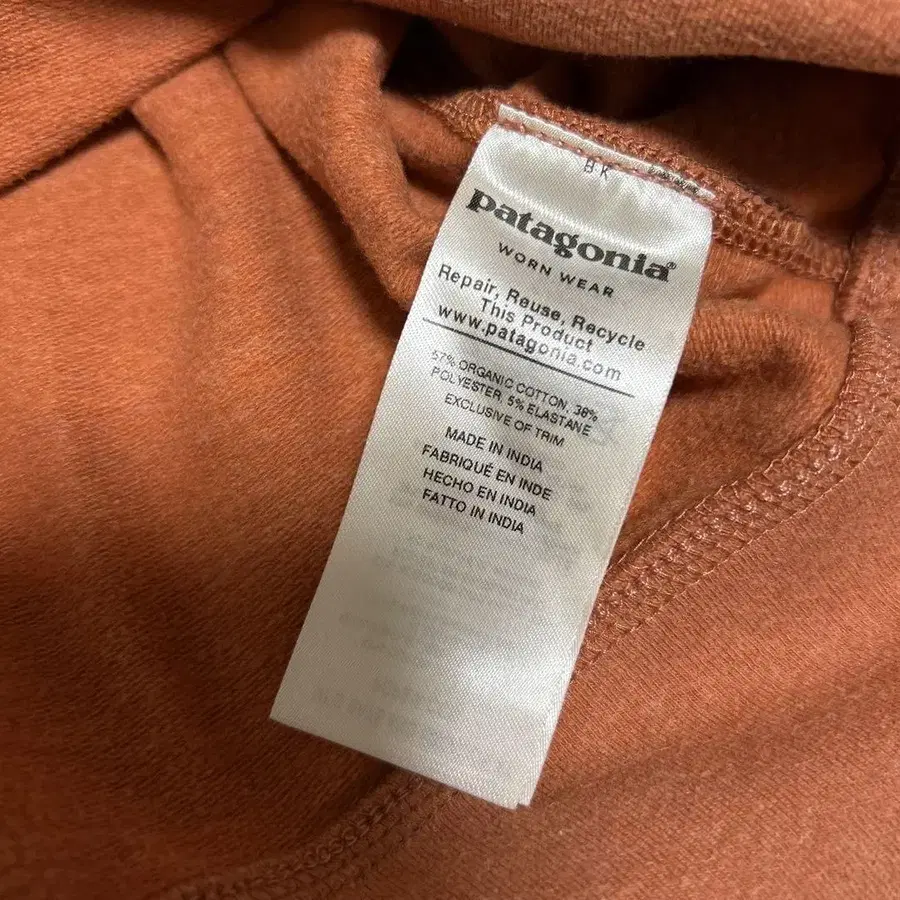 BK
patagonia®
WORN WEAR
Repair, Reuse, Recycle
This Product
www.patagonia.com
57% ORGANIC COTTON, 38%
POLYESTER, 5% ELASTANE
EXCLUSIVE OF TRIM
MADE IN INDIA
FABRIQUÉ EN INDE
HECHO EN INDIA
FATTO IN INDIA